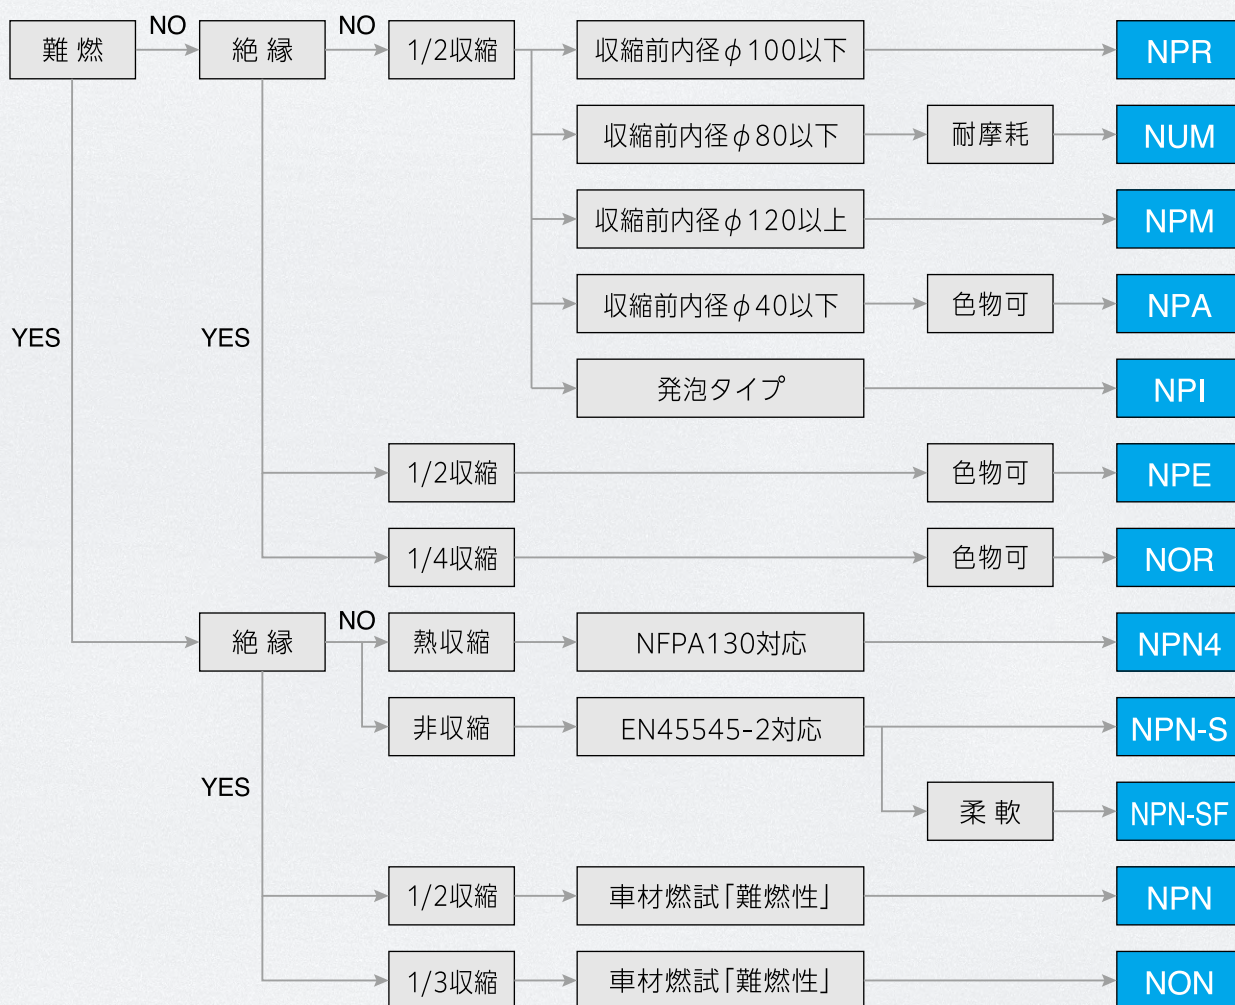 難 燃 NO 絶 縁 NO 1/2収縮 収縮前内径φ100以下 NPR
収縮前内径φ80以下 耐摩耗 NUM
収縮前内径φ120以上 NPM
収縮前内径φ40以下 色物可 NPA
YES YES
発泡タイプ NPI
1/2収縮 色物可 NPE
1/4収縮 色物可 NOR
絶 縁 NO 熱収縮 NFPA130対応 NPN4
非収縮 EN45545-2対応 NPN-S
YES
柔 軟 NPN-SF
1/2収縮 車材燃試「難燃性」 NPN
1/3収縮 車材燃試「難燃性」 NON